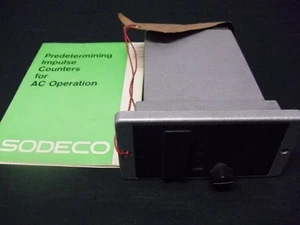 Predetermining
Impulse
Counters
for
AC Operation
SODECO